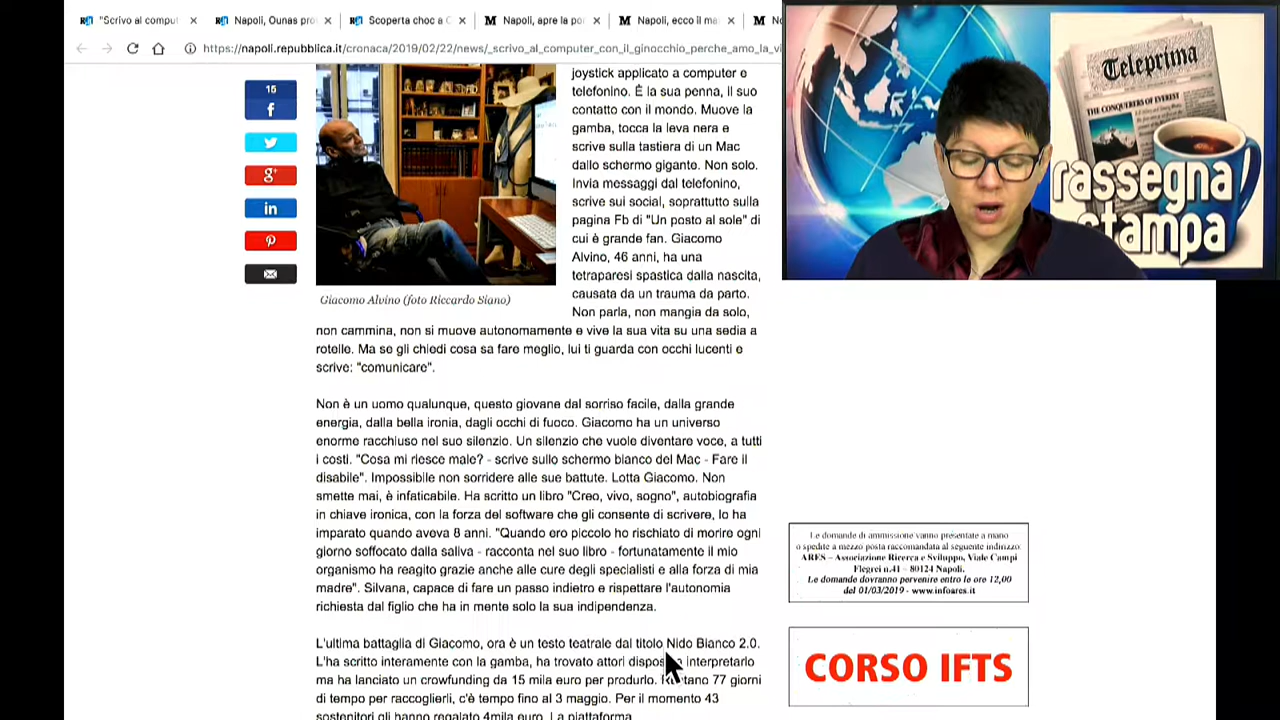 "Scrivo al comput
Napoli, Ounas pro
Scoperta choc a C
Napoli, apre la po
Napoli, ecco il ma
https://napoli.repubblica.it/cronaca/2019/02/22/news/_scrivo_al_computer_con_il_ginocchio_perche_amo_la_vi
15
Teleprima
THE CONQUERORS OF EVEREST
rassegna
stampa
joystick applicato a computer e
telefonino. È la sua penna, il suo
contatto con il mondo. Muove la
gamba, tocca la leva nera e
scrive sulla tastiera di un Mac
dallo schermo gigante. Non solo.
Invia messaggi dal telefonino,
scrive sui social, soprattutto sulla
pagina Fb di "Un posto al sole" di
cui è grande fan. Giacomo
Alvino, 46 anni, ha una
tetraparesi spastica dalla nascita,
causata da un trauma da parto.
Giacomo Alvino (foto Riccardo Siano)
Non parla, non mangia da solo,
non cammina, non si muove autonomamente e vive la sua vita su una sedia a
rotelle. Ma se gli chiedi cosa sa fare meglio, lui ti guarda con occhi lucenti e
scrive: "comunicare".
Non è un uomo qualunque, questo giovane dal sorriso facile, dalla grande
energia, dalla bella ironia, dagli occhi di fuoco. Giacomo ha un universo
enorme racchiuso nel suo silenzio. Un silenzio che vuole diventare voce, a tutti
i costi. "Cosa mi riesce male? - scrive sullo schermo bianco del Mac - Fare il
disabile". Impossibile non sorridere alle sue battute. Lotta Giacomo. Non
smette mai, è infaticabile. Ha scritto un libro "Creo, vivo, sogno", autobiografia
in chiave ironica, con la forza del software che gli consente di scrivere, lo ha
imparato quando aveva 8 anni. "Quando ero piccolo ho rischiato di morire ogni
giorno soffocato dalla saliva - racconta nel suo libro - fortunatamente il mio
organismo ha reagito grazie anche alle cure degli specialisti e alla forza di mia
madre". Silvana, capace di fare un passo indietro e rispettare l'autonomia
richiesta dal figlio che ha in mente solo la sua indipendenza.
L'ultima battaglia di Giacomo, ora è un testo teatrale dal titolo Nido Bianco 2.0.
L'ha scritto interamente con la gamba, ha trovato attori interpretarlo
ma ha lanciato un crowfunding da 15 mila euro per produrlo. 77 giorni
di tempo per raccoglierli, c'è tempo fino al 3 maggio. Per il momento 43
sostenitori gli hanno regalato 4mila euro. La piattaforma
Le domande di ammissione vanno presentate a mano
o spedite a mezzo posta raccomandata al seguente indirizzo:
ARES – Associazione Ricerca e Sviluppo, Viale Campi
Flegrei n.41 – 80124 Napoli.
Le domande dovranno pervenire entro le ore 12,00
del 01/03/2019 - www.infoares.it
CORSO IFTS